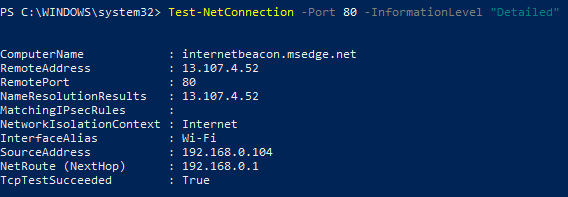 PS C:\WINDOWS\system32> Test-NetConnection -Port 80 -InformationLevel "Detailed"
ComputerName : internetbeacon.msedge.net
RemoteAddress : 13.107.4.52
RemotePort : 80
NameResolutionResults : 13.107.4.52
MatchingIPsecRules :
NetworkIsolationContext : Internet
InterfaceAlias : Wi-Fi
SourceAddress : 192.168.0.104
NetRoute (NextHop) : 192.168.0.1
TcpTestSucceeded : True